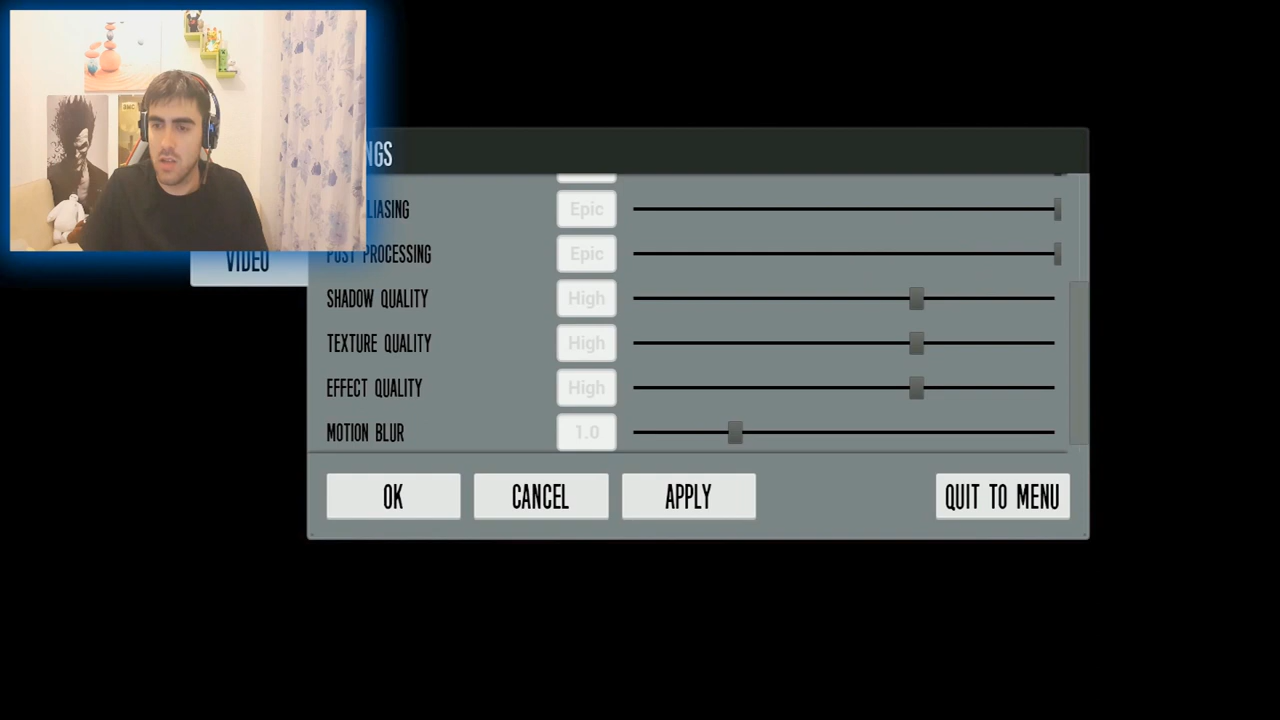 AMC
NGS
LIASING Epic
POST PROCESSING Epic
VIDEO
SHADOW QUALITY High
TEXTURE QUALITY High
EFFECT QUALITY High
MOTION BLUR 1.0
OK CANCEL APPLY QUIT TO MENU